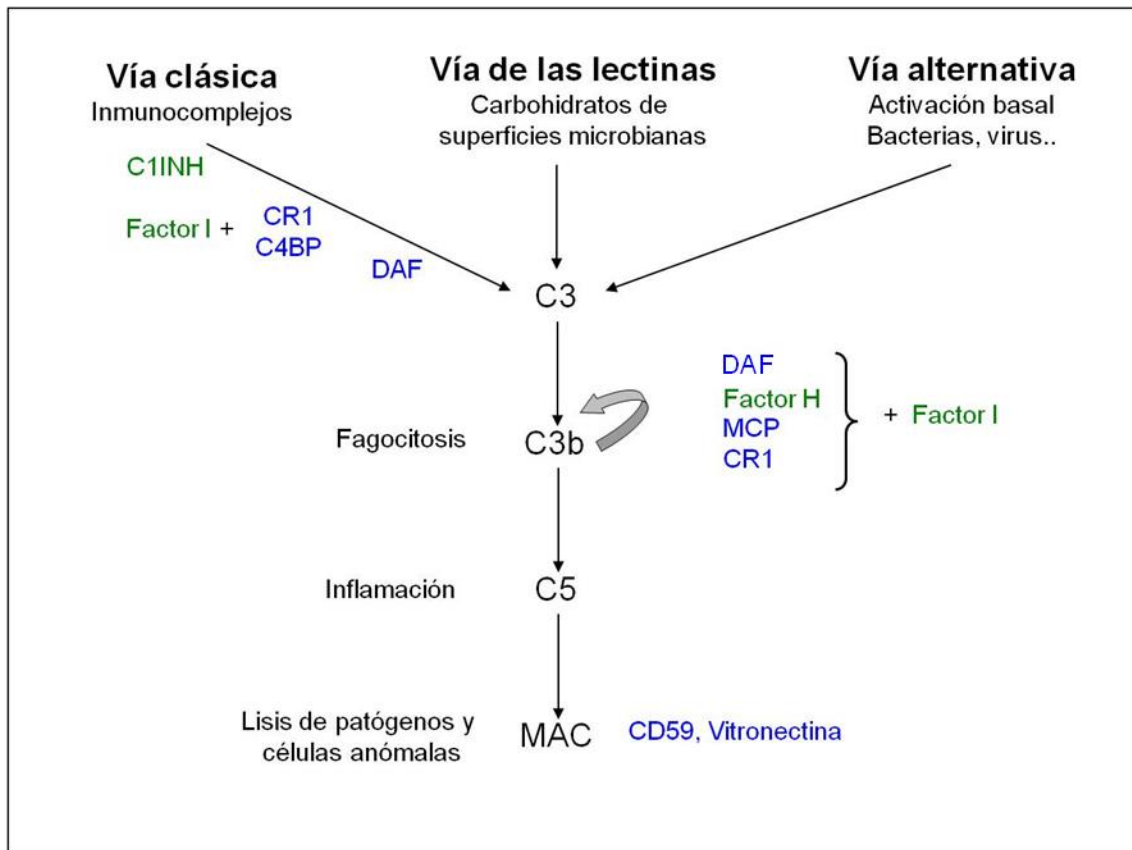 Vía clásica
Inmunocomplejos
Vía de las lectinas
Carbohidratos de
superficies microbianas
Vía alternativa
Activación basal
Bacterias, virus..
C1INH
Factor I +
CR1
C4BP
DAF
C3
DAF
Factor H
MCP
CR1
+ Factor I
Fagocitosis
C3b
Inflamación
C5
Lisis de patógenos y
células anómalas
MAC
CD59, Vitronectina